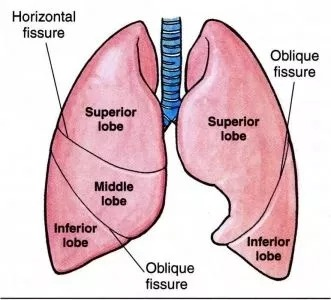 Horizontal
fissure
Oblique
fissure
Superior
lobe
Superior
lobe
Middle
lobe
Inferior
lobe
Inferior
lobe
Oblique
fissure